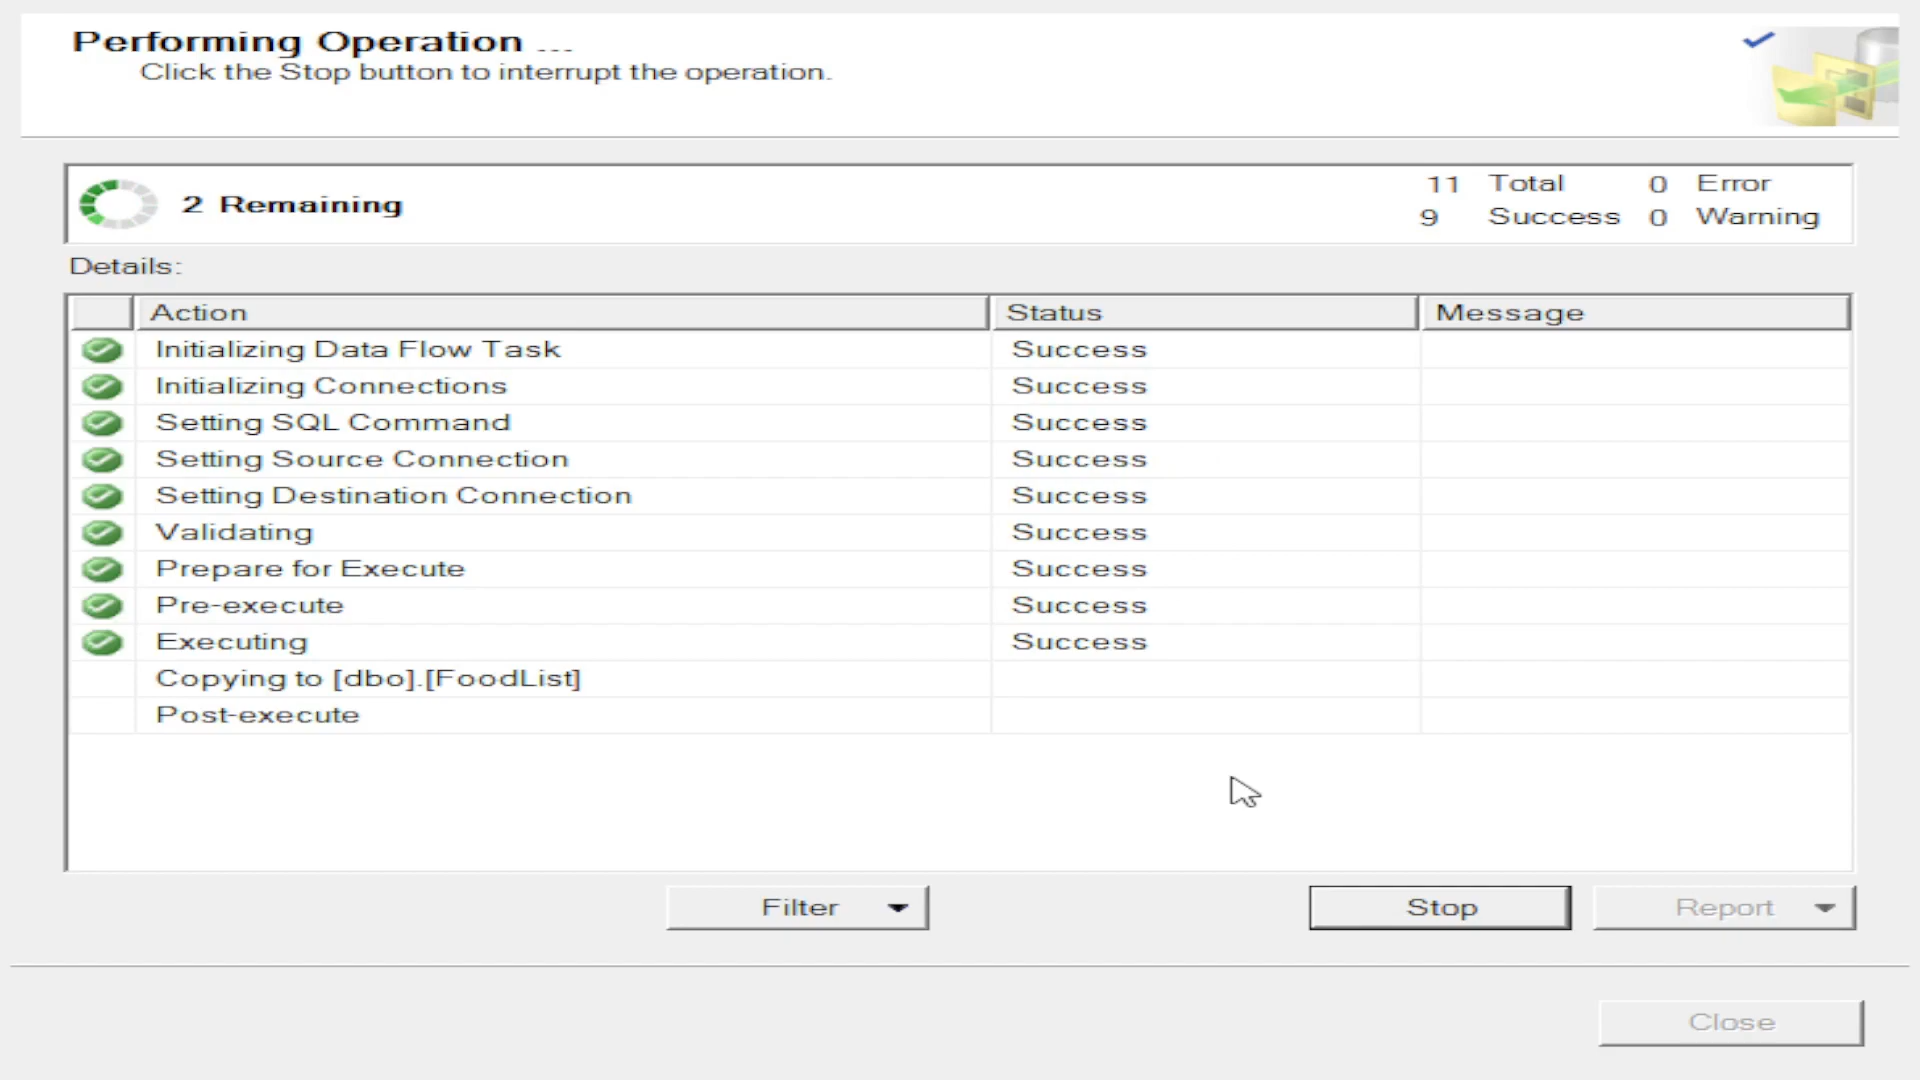 Performing Operation ...
Click the Stop button to interrupt the operation.
2 Remaining
11 Total 0 Error
9 Success 0 Warning
Details:
Action Status Message
Initializing Data Flow Task Success
Initializing Connections Success
Setting SQL Command Success
Setting Source Connection Success
Setting Destination Connection Success
Validating Success
Prepare for Execute Success
Pre-execute Success
Executing Success
Copying to [dbo].[FoodList]
Post-execute
Filter Stop Report
Close